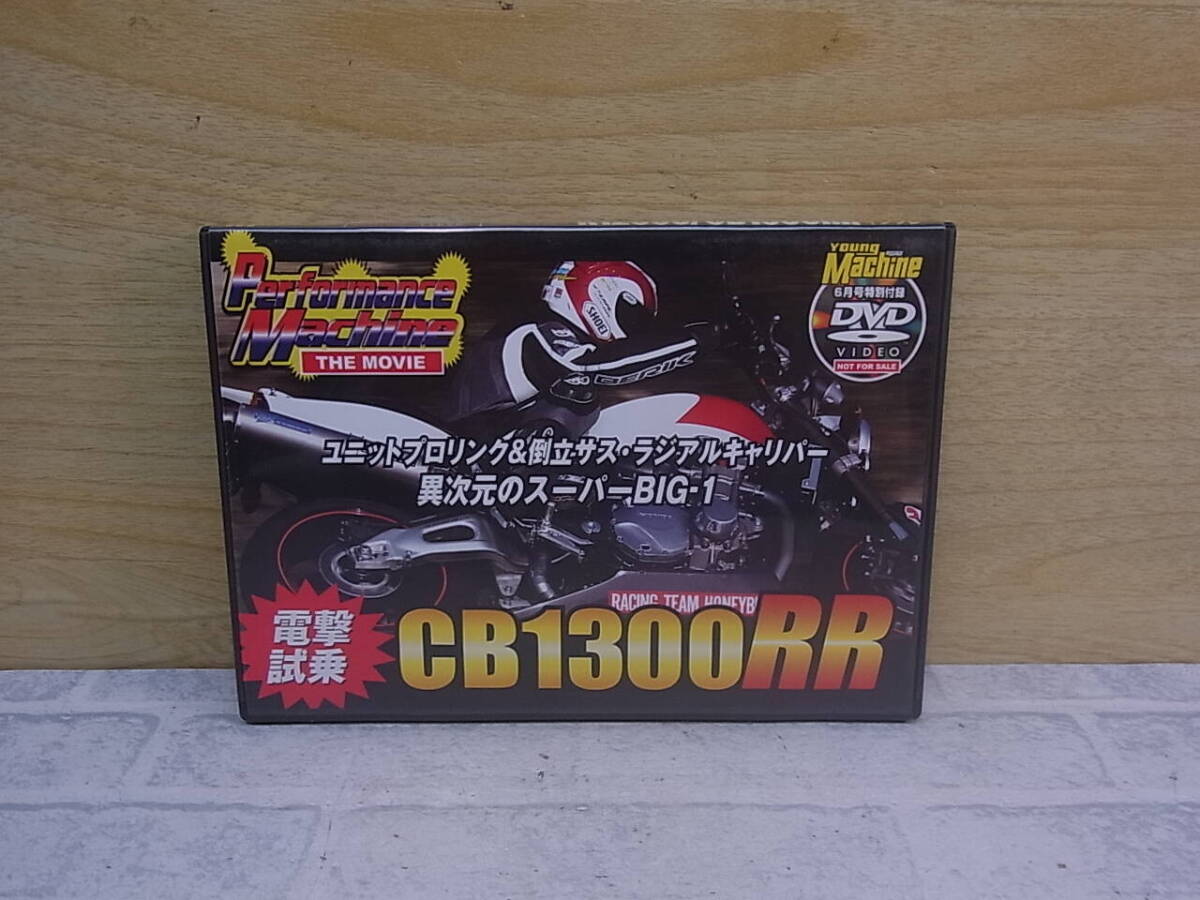 Performance
Machine
THE MOVIE
Young
Machine
6月号特別付録
DVD
VIDEO
NOT FOR SALE
SHOEI
BERIK
ユニットプロリンク&倒立サス・ラジアルキャリパー
異次元のスーパーBIG-1
RACING TEAM HONEYB
電撃
試乗
CB1300RR